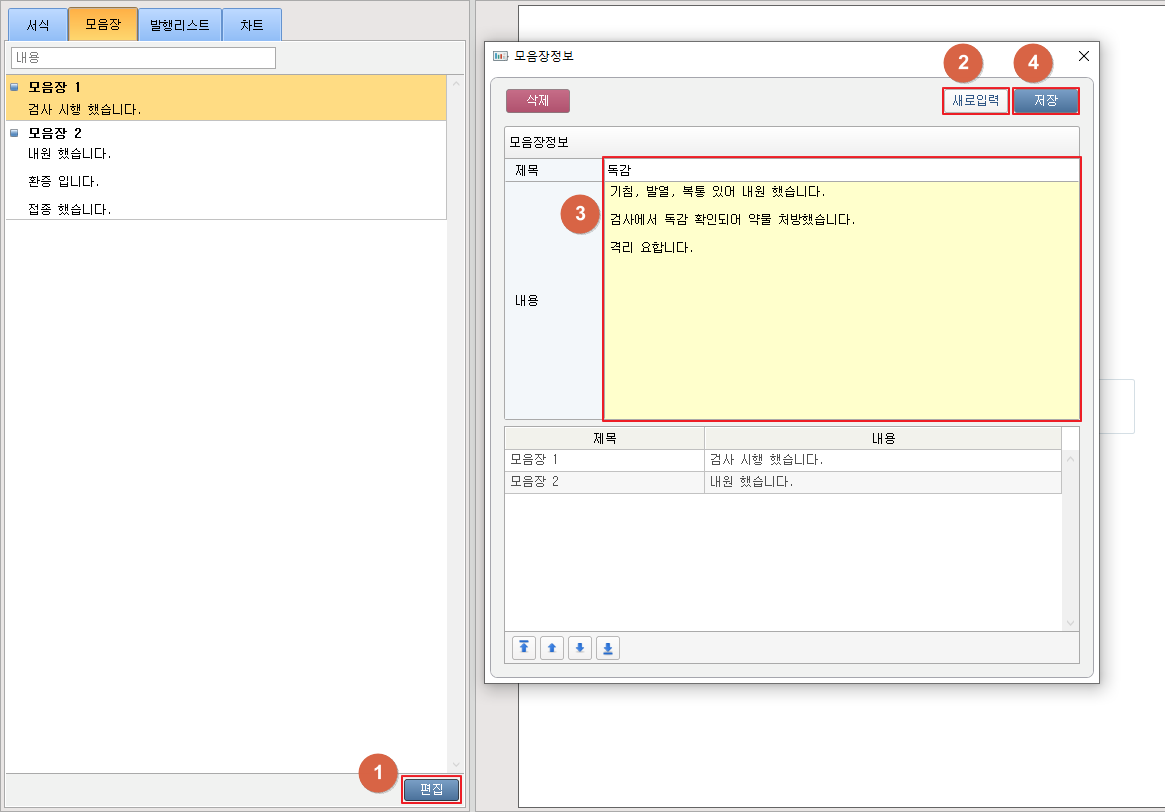 서식 모음장 발행리스트 차트
내용
모음장 1
검사 시행 했습니다.
모음장 2
내원 했습니다.
환증 입니다.
접종 했습니다.
1
편집
모음장정보
2
4
삭제
새로입력
저장
모음장정보
제목
독감
3
내용
기침, 발열, 복통 있어 내원 했습니다.
검사에서 독감 확인되어 약물 처방했습니다.
격리 요합니다.
제목 내용
모음장 1 검사 시행 했습니다.
모음장 2 내원 했습니다.